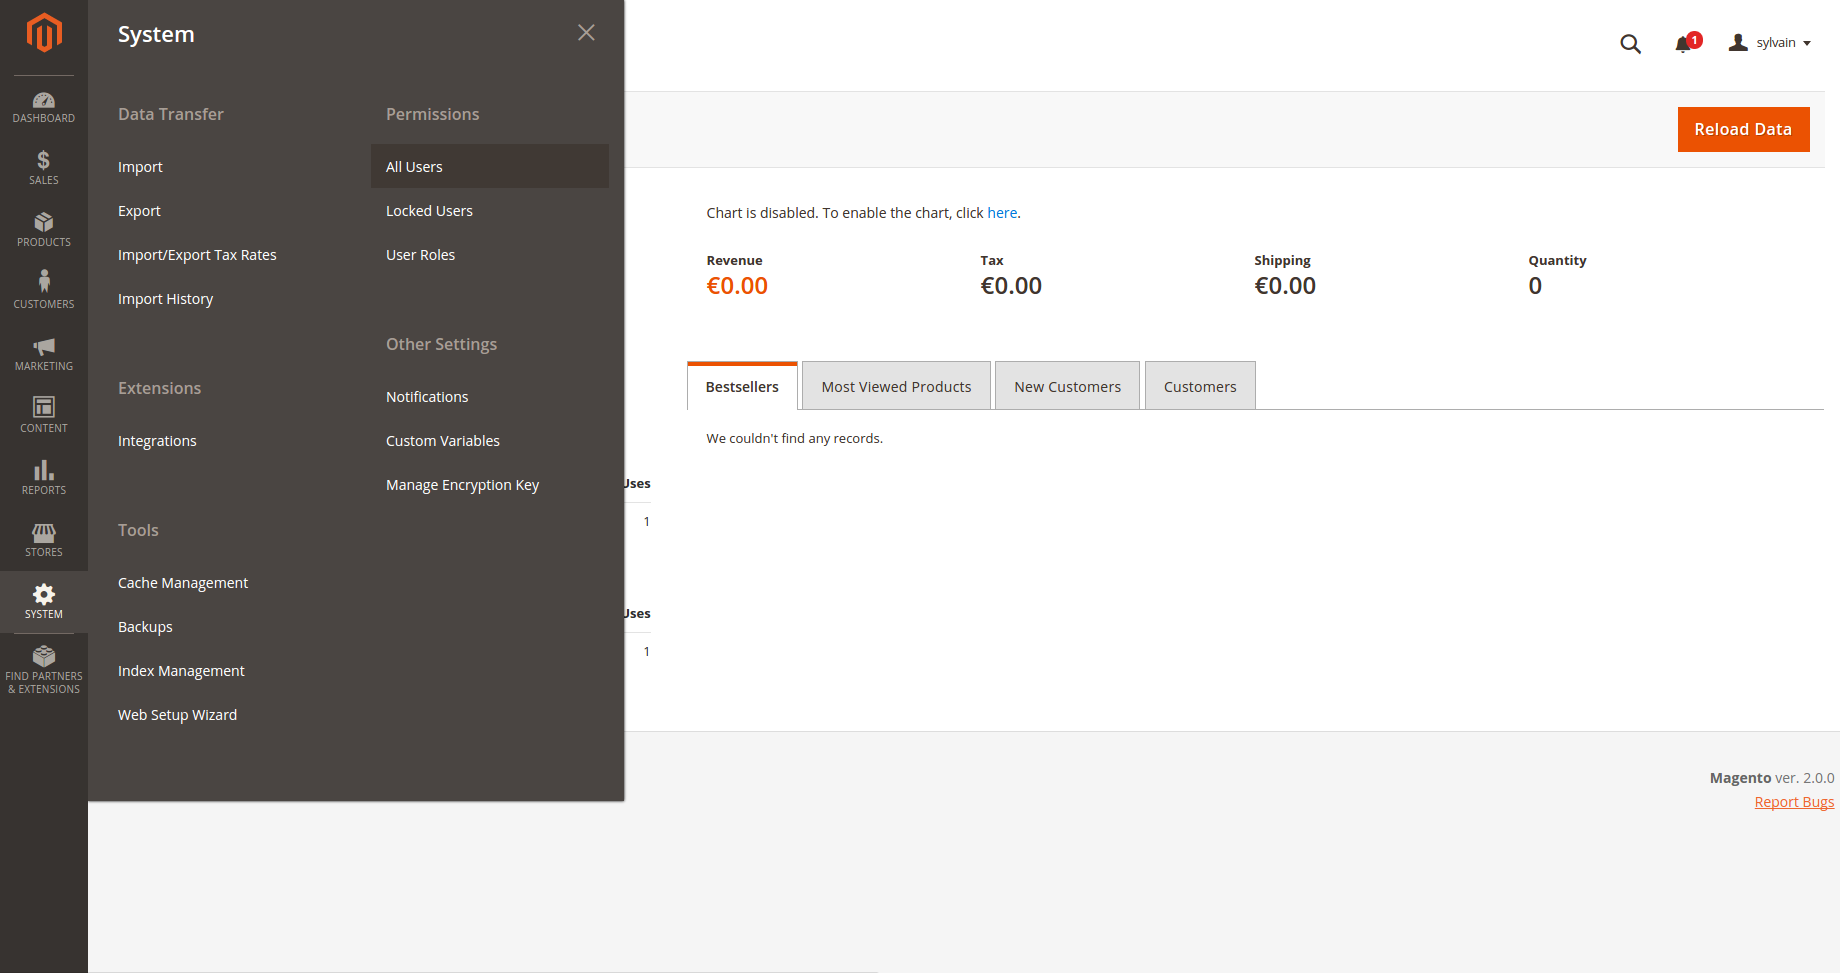 DASHBOARD
SALES
PRODUCTS
CUSTOMERS
MARKETING
CONTENT
REPORTS
STORES
SYSTEM
FIND PARTNERS
& EXTENSIONS
System
Data Transfer
Import
Export
Import/Export Tax Rates
Import History
Extensions
Integrations
Tools
Cache Management
Backups
Index Management
Web Setup Wizard
Permissions
All Users
Locked Users
User Roles
Other Settings
Notifications
Custom Variables
Manage Encryption Key
1
sylvain
Reload Data
Chart is disabled. To enable the chart, click here.
Revenue
€0.00
Tax
€0.00
Shipping
€0.00
Quantity
0
Bestsellers
Most Viewed Products
New Customers
Customers
We couldn't find any records.
Uses
1
Uses
1
Magento ver. 2.0.0
Report Bugs